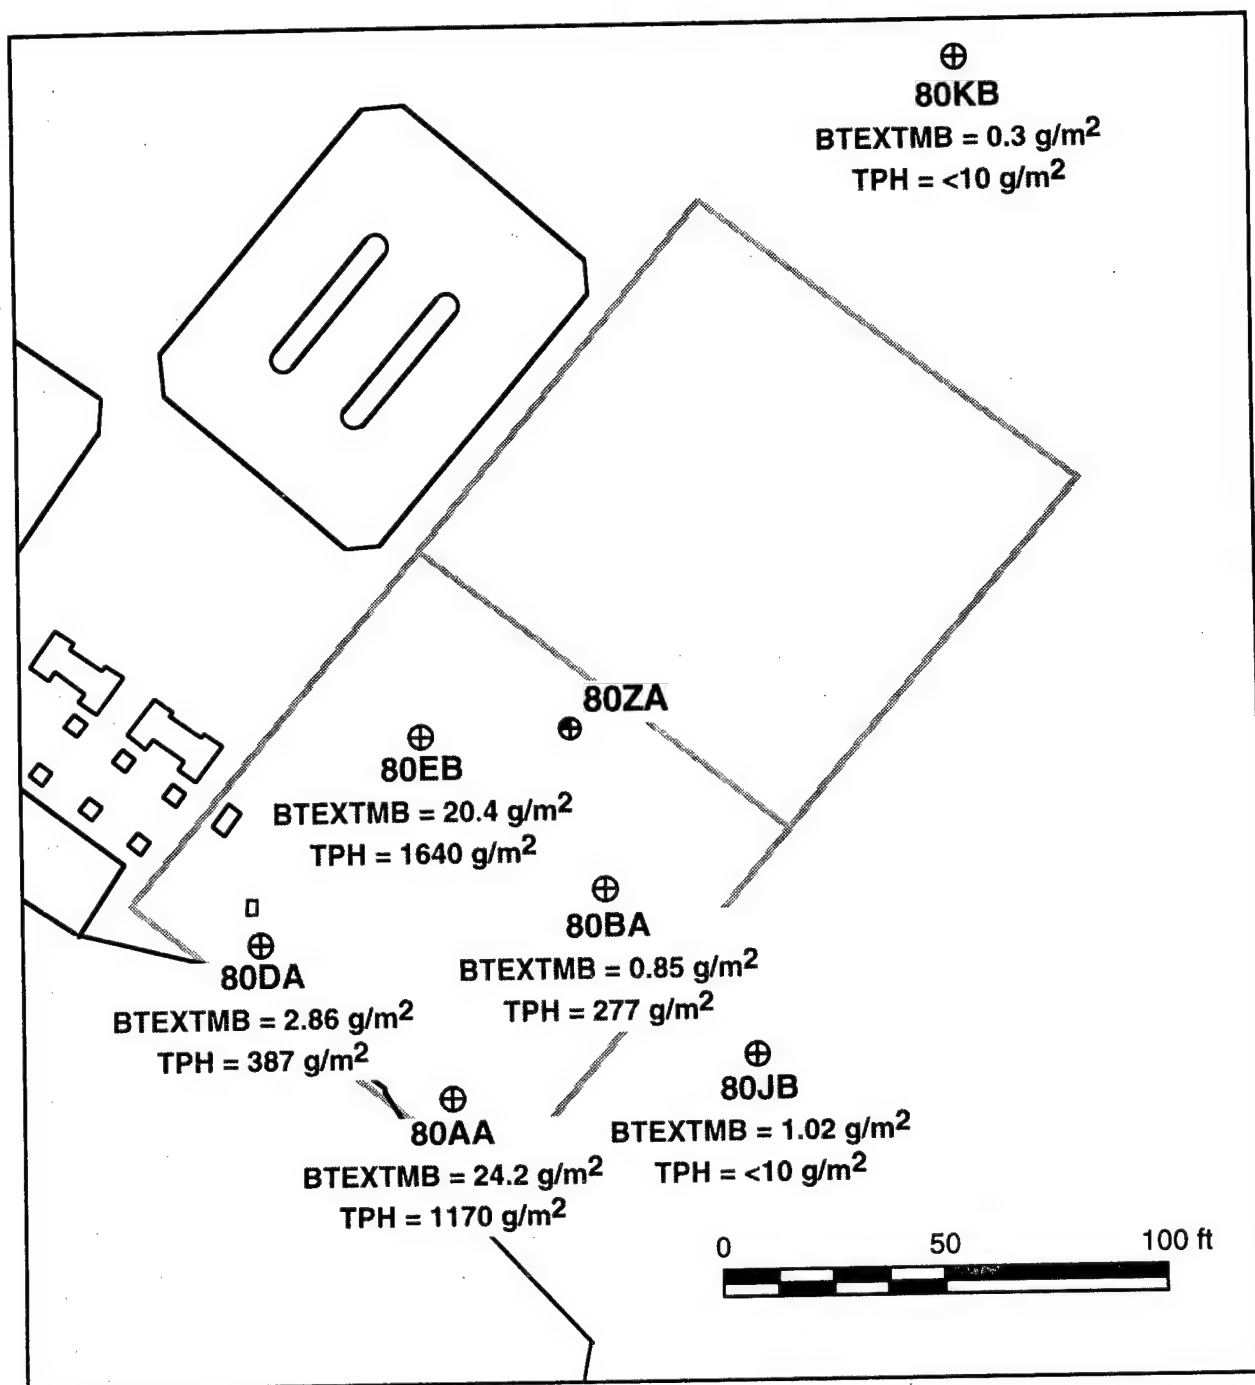 80KB
BTEXTMB = 0.3 g/m²
TPH = <10 g/m²
80ZA
80EB
BTEXTMB = 20.4 g/m²
TPH = 1640 g/m²
80BA
BTEXTMB = 0.85 g/m²
TPH = 277 g/m²
80DA
BTEXTMB = 2.86 g/m²
TPH = 387 g/m²
80JB
BTEXTMB = 1.02 g/m²
TPH = <10 g/m²
80AA
BTEXTMB = 24.2 g/m²
TPH = 1170 g/m²
0 50 100 ft